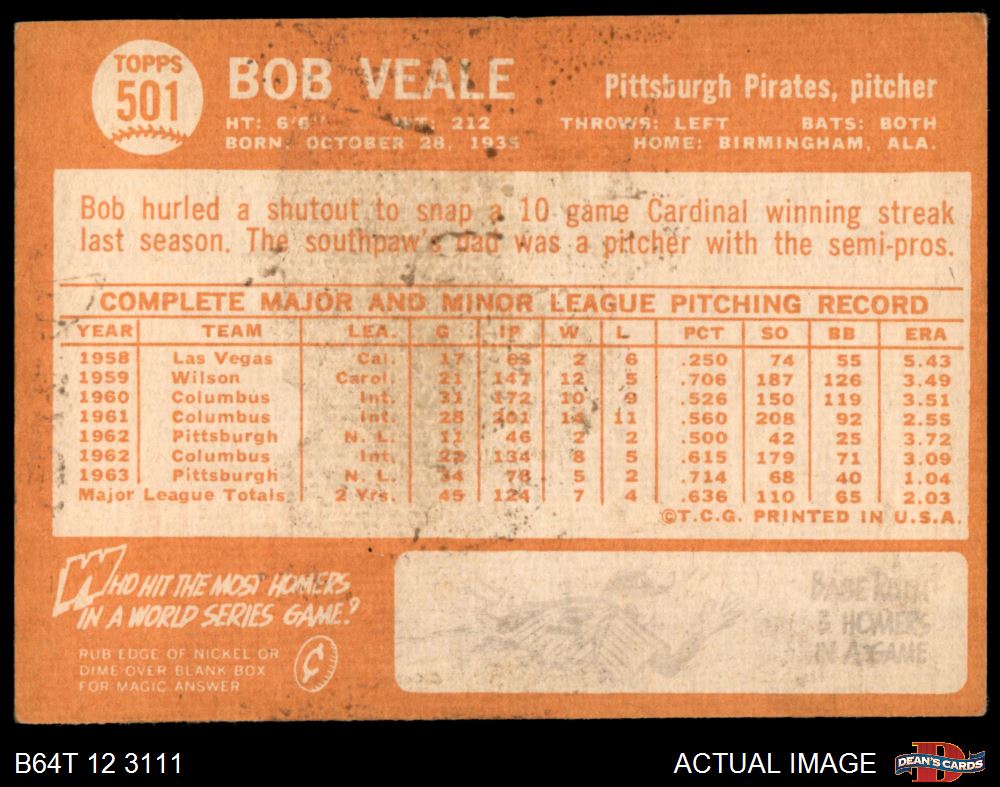 TOPPS
501
BOB VEALE
Pittsburgh Pirates, pitcher
HT: 6'6" WT: 212 THROWS: LEFT BATS: BOTH
BORN: OCTOBER 28, 1935 HOME: BIRMINGHAM, ALA.
Bob hurled a shutout to snap a 10 game Cardinal winning streak
last season. The southpaw's dad was a pitcher with the semi-pros.
COMPLETE MAJOR AND MINOR LEAGUE PITCHING RECORD
YEAR TEAM LEA. G IP W L PCT SO BB ERA
1958 Las Vegas Cal. 17 63 2 6 .250 74 55 5.43
1959 Wilson Carol. 21 147 12 5 .706 187 126 3.49
1960 Columbus Int. 31 172 10 9 .526 150 119 3.51
1961 Columbus Int. 28 201 14 11 .560 208 92 2.55
1962 Pittsburgh N. L. 11 46 2 2 .500 42 25 3.72
1962 Columbus Int. 22 134 8 5 .615 179 71 3.09
1963 Pittsburgh N. L. 34 78 5 2 .714 68 40 1.04
Major League Totals 2 Yrs. 45 124 7 4 .636 110 65 2.03
©T.C.G. PRINTED IN U.S.A.
WHO HIT THE MOST HOMERS
IN A WORLD SERIES GAME?
RUB EDGE OF NICKEL OR
DIME OVER BLANK BOX
FOR MAGIC ANSWER
BABE RUTH
3 HOMERS
IN A GAME
B64T 12 3111
ACTUAL IMAGE
DEAN'S CARDS